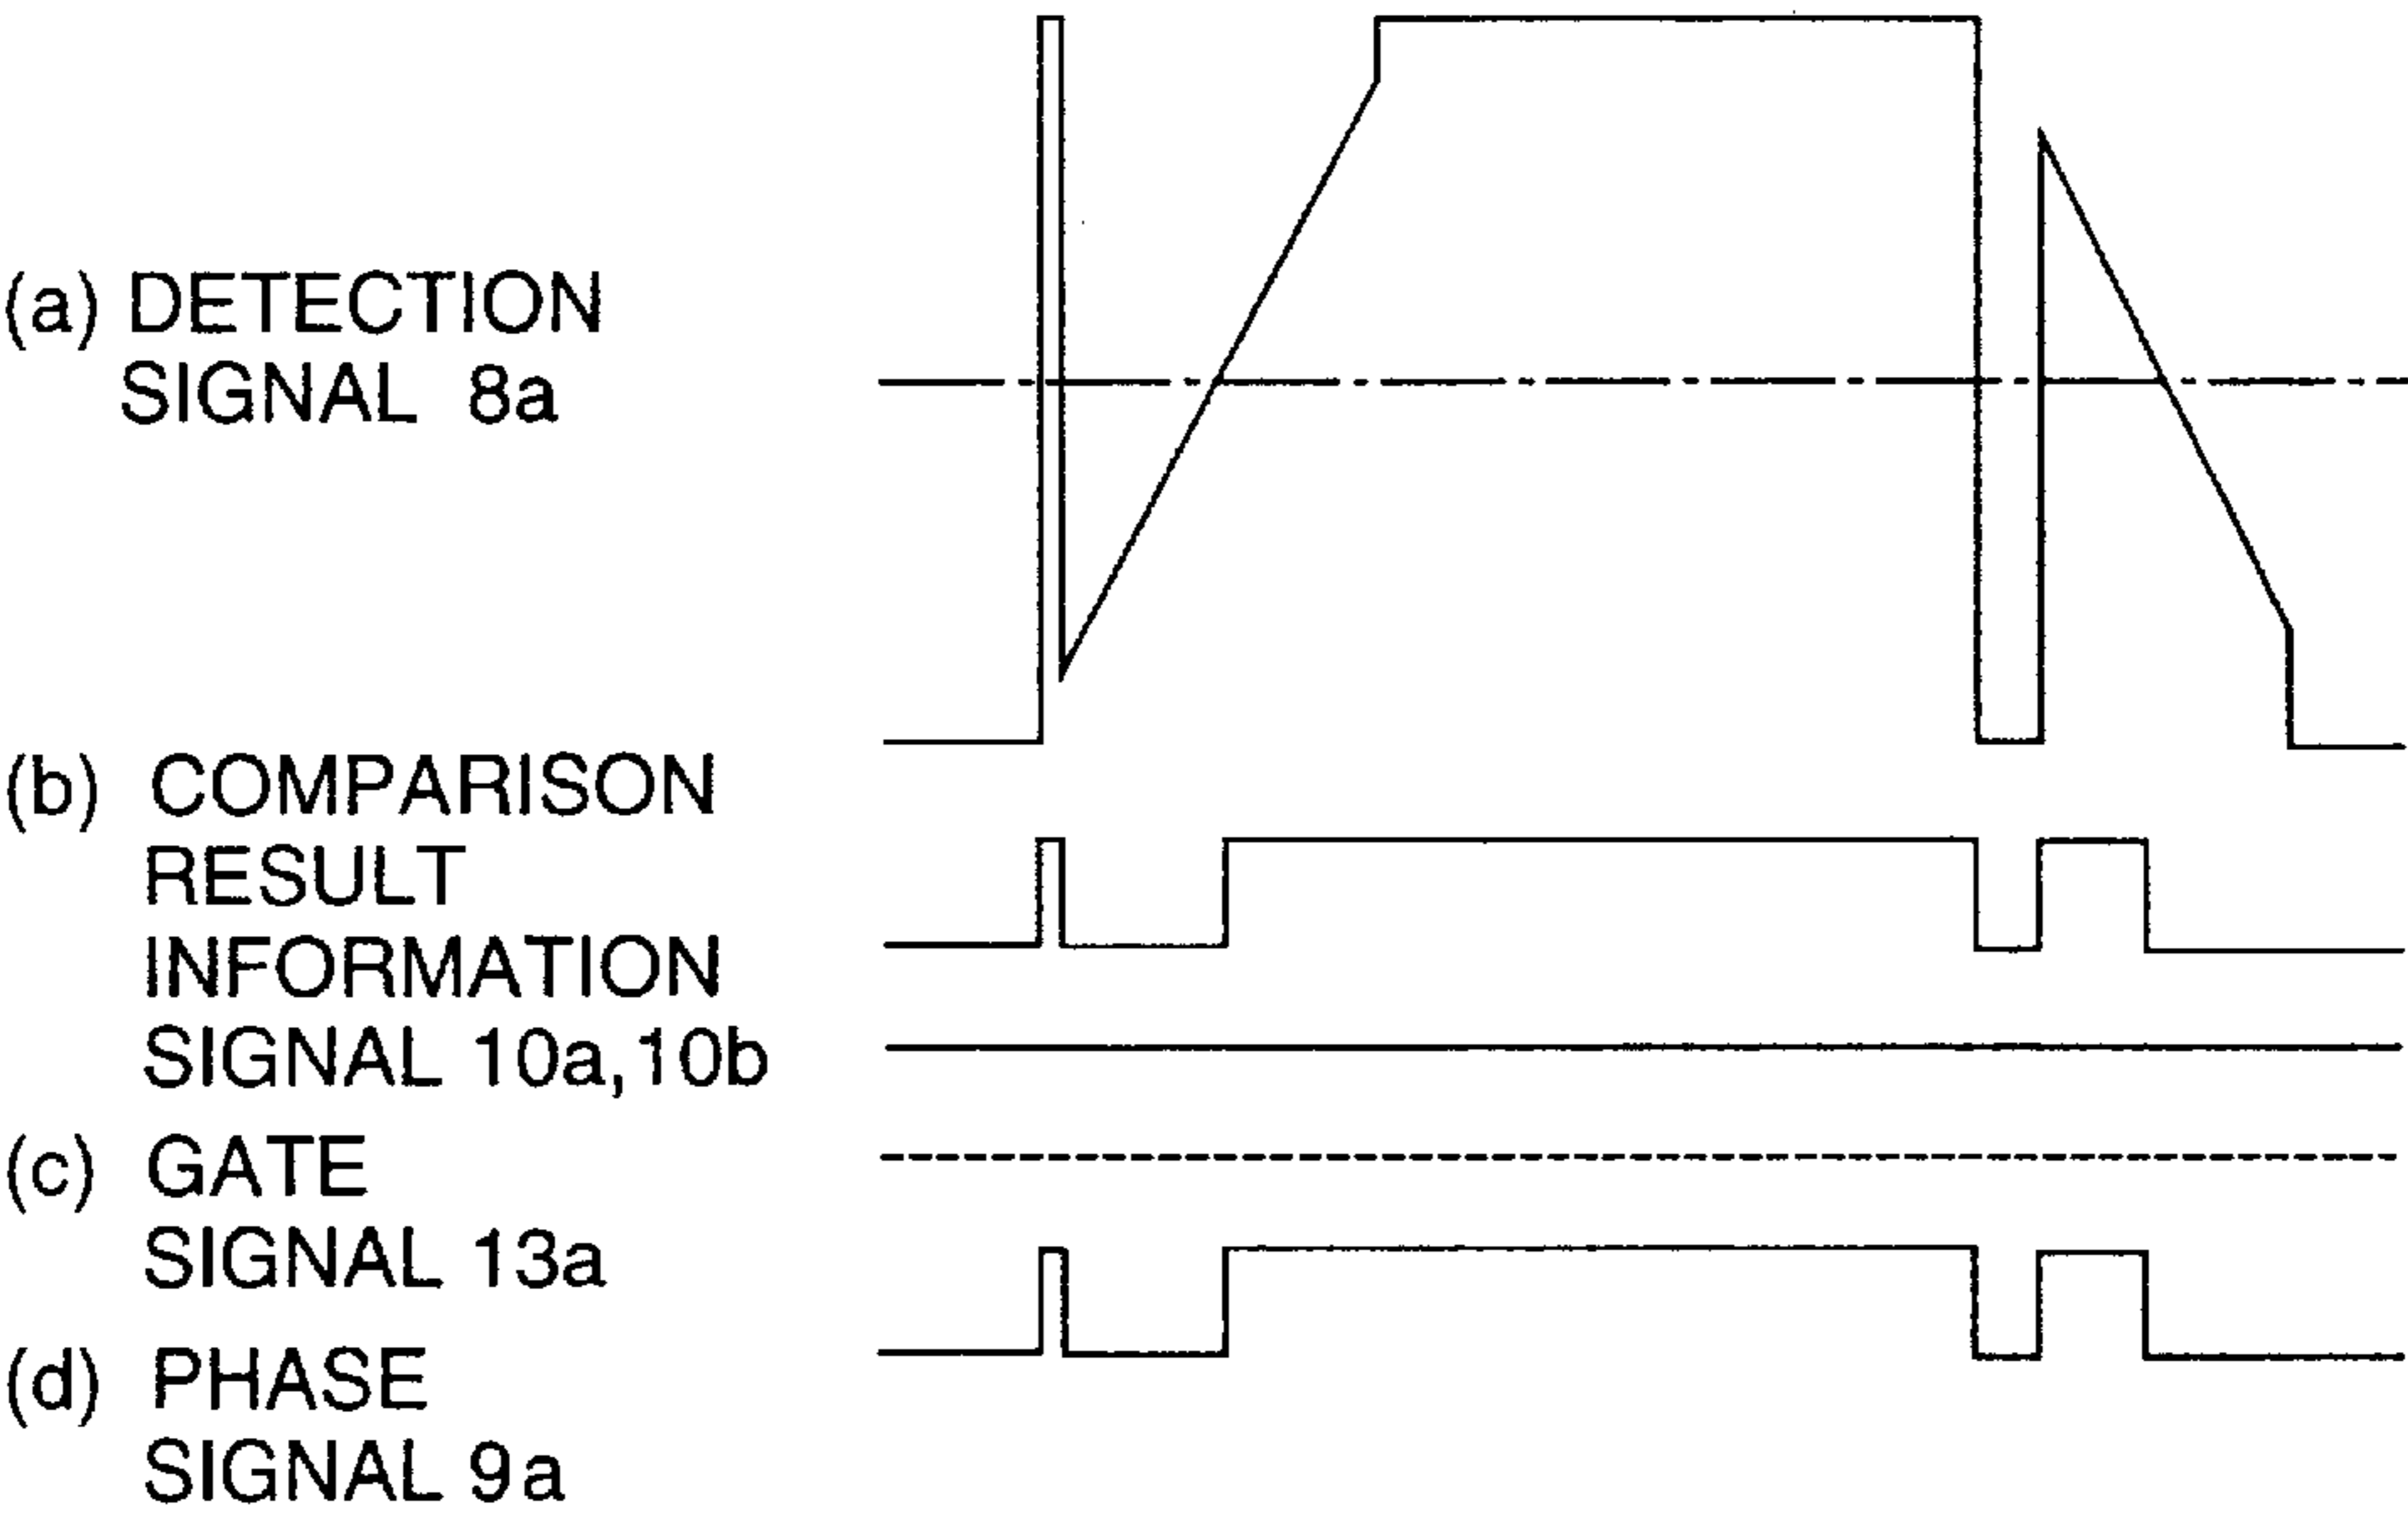 (a) DETECTION
SIGNAL 8a
(b) COMPARISON
RESULT
INFORMATION
SIGNAL 10a,10b
(c) GATE
SIGNAL 13a
(d) PHASE
SIGNAL 9a